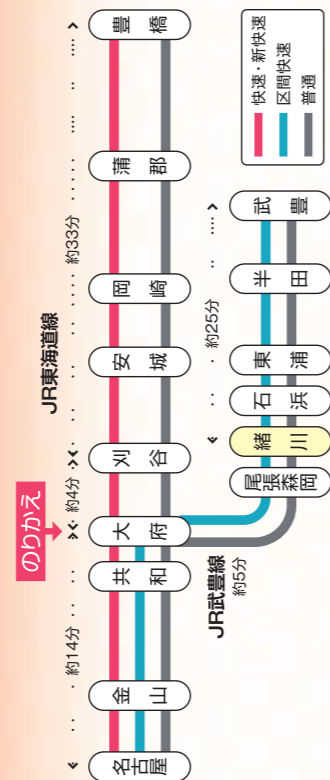 JR東海道線
約14分
約4分
約33分
のりかえ
名古屋
金山
共和
大府
刈谷
安城
岡崎
蒲郡
豊橋
JR武豊線
約5分
約25分
尾張森岡
緒川
石浜
東浦
半田
武豊
快速・新快速
区間快速
普通